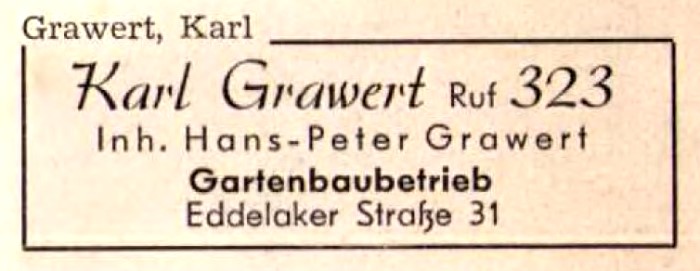 Grawert, Karl
Karl Grawert Ruf 323
Inh. Hans-Peter Grawert
Gartenbaubetrieb
Eddelaker Straße 31